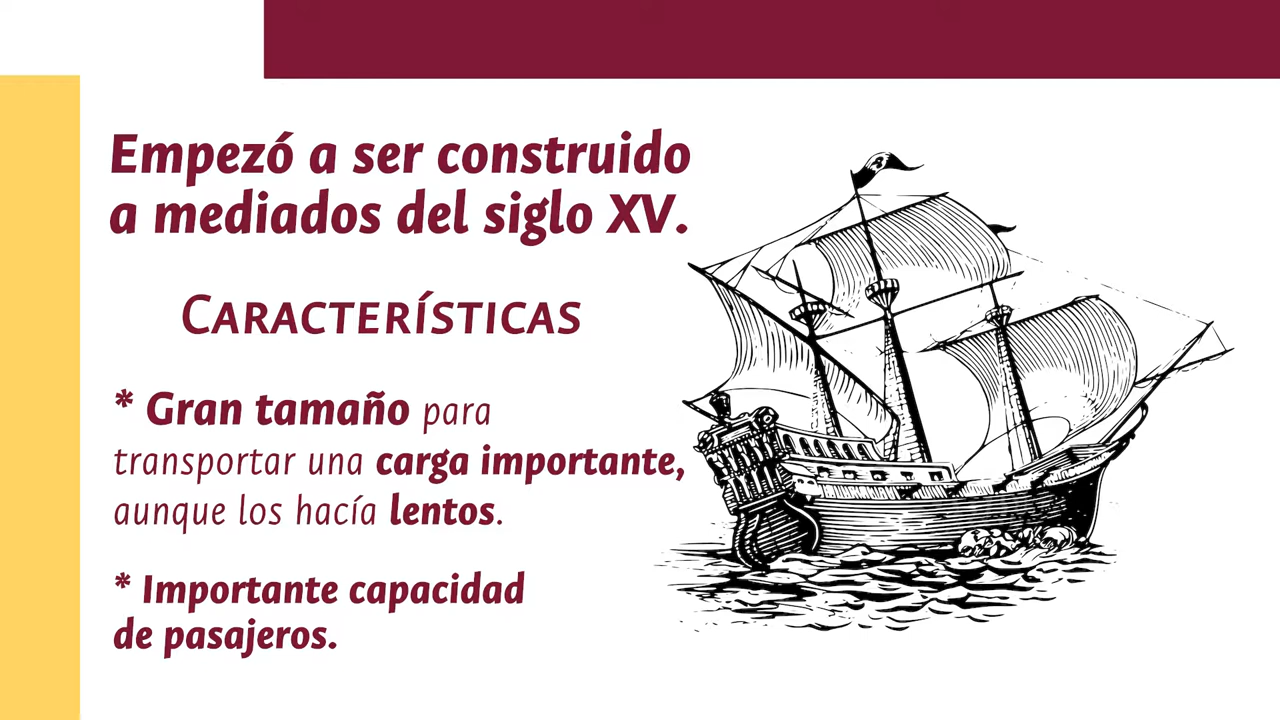 Empezó a ser construido
a mediados del siglo XV.
Características
* Gran tamaño para
transportar una carga importante,
aunque los hacía lentos.
* Importante capacidad
de pasajeros.